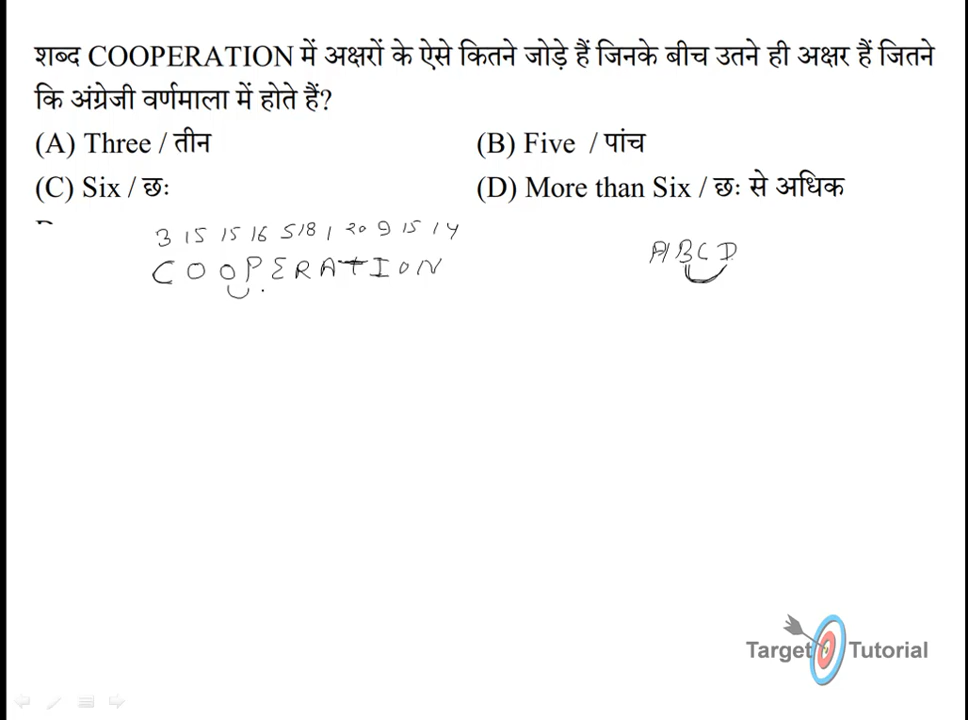 शब्द COOPERATION में अक्षरों के ऐसे कितने जोड़े हैं जिनके बीच उतने ही अक्षर हैं जितने
कि अंग्रेजी वर्णमाला में होते हैं?
(A) Three / तीन (B) Five / पांच
(C) Six / छः (D) More than Six / छः से अधिक
3 15 15 16 5 18 1 20 9 15 14
COOPERATION ABCD
Target Tutorial